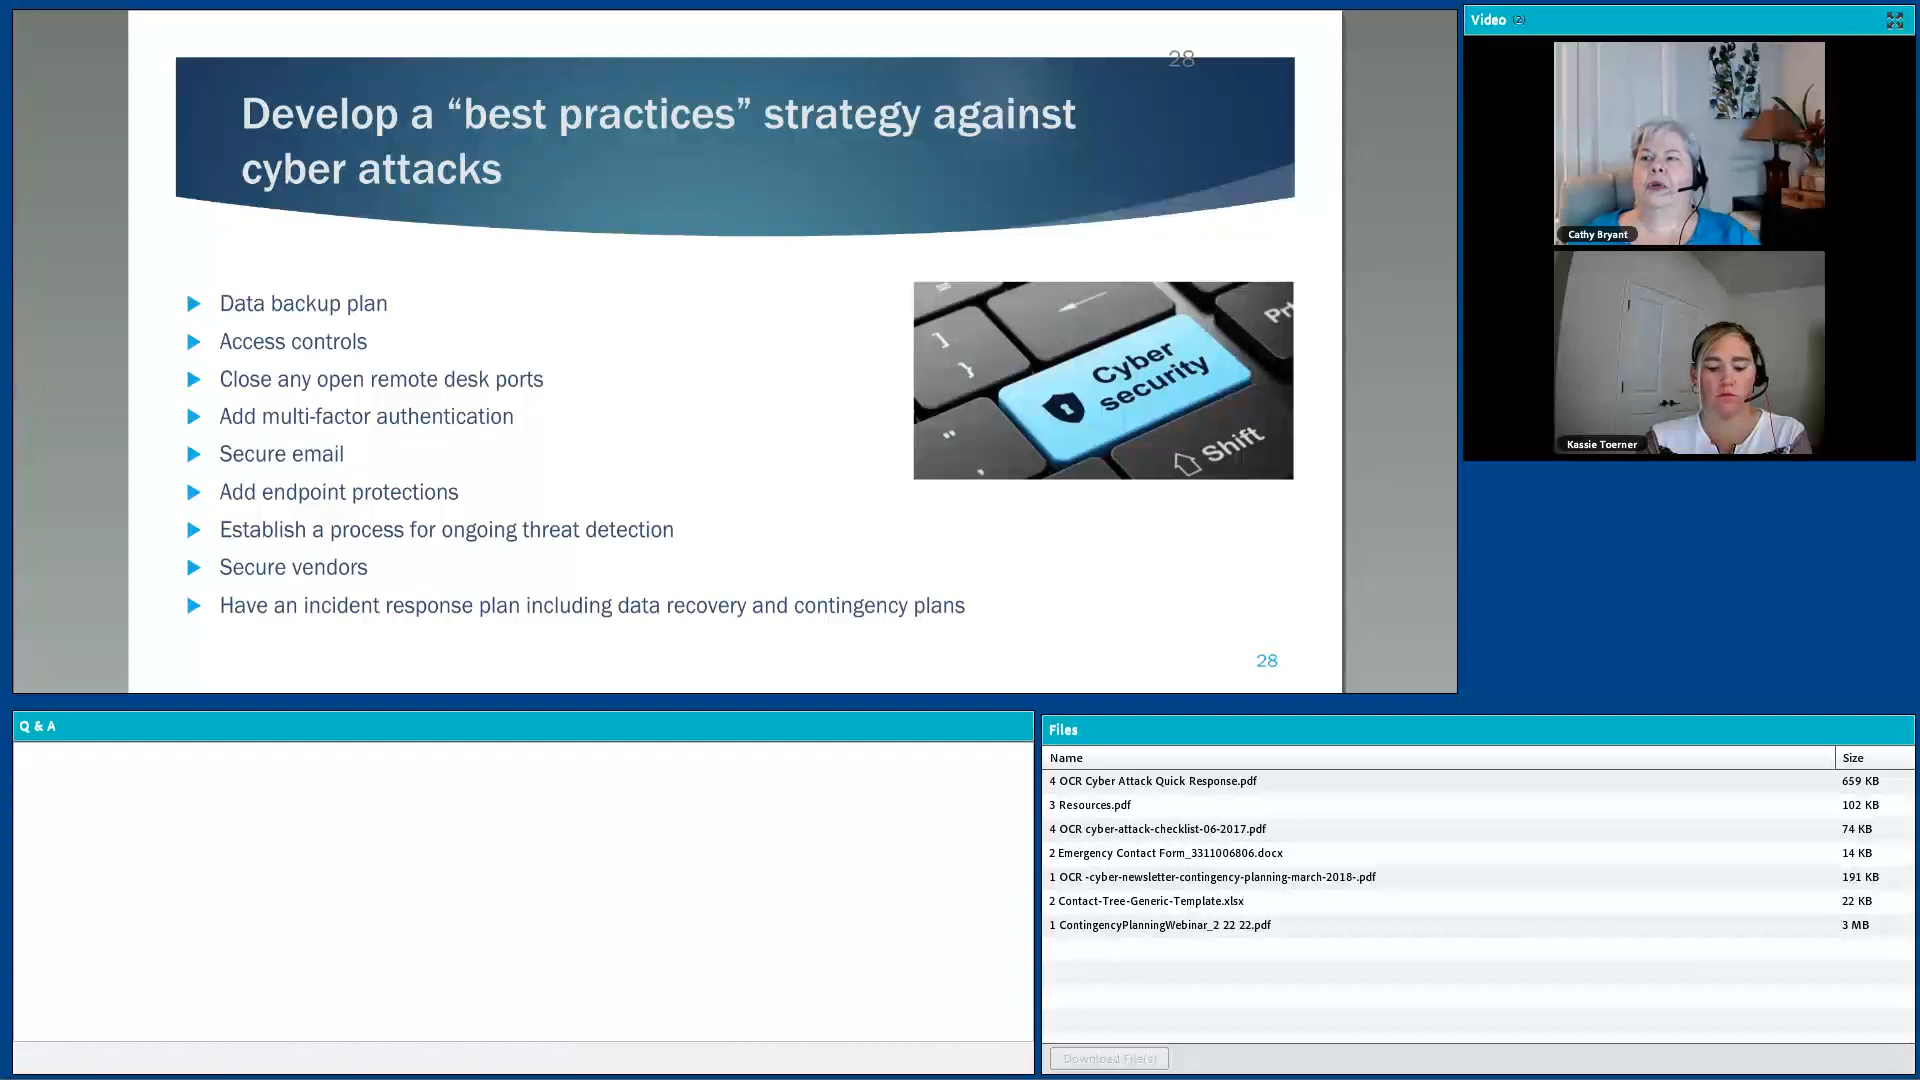 28
Develop a “best practices” strategy against
cyber attacks
Data backup plan
Access controls
Close any open remote desk ports
Add multi-factor authentication
Secure email
Add endpoint protections
Establish a process for ongoing threat detection
Secure vendors
Have an incident response plan including data recovery and contingency plans
=
]
}
Pr
Cyber
security
"
,
Shift
28
Video (2)
Cathy Bryant
Kassie Toerner
Q & A
Files
Name Size
4 OCR Cyber Attack Quick Response.pdf 659 KB
3 Resources.pdf 102 KB
4 OCR cyber-attack-checklist-06-2017.pdf 74 KB
2 Emergency Contact Form_3311006806.docx 14 KB
1 OCR -cyber-newsletter-contingency-planning-march-2018-.pdf 191 KB
2 Contact-Tree-Generic-Template.xlsx 22 KB
1 ContingencyPlanningWebinar_2 22 22.pdf 3 MB
Download File(s)